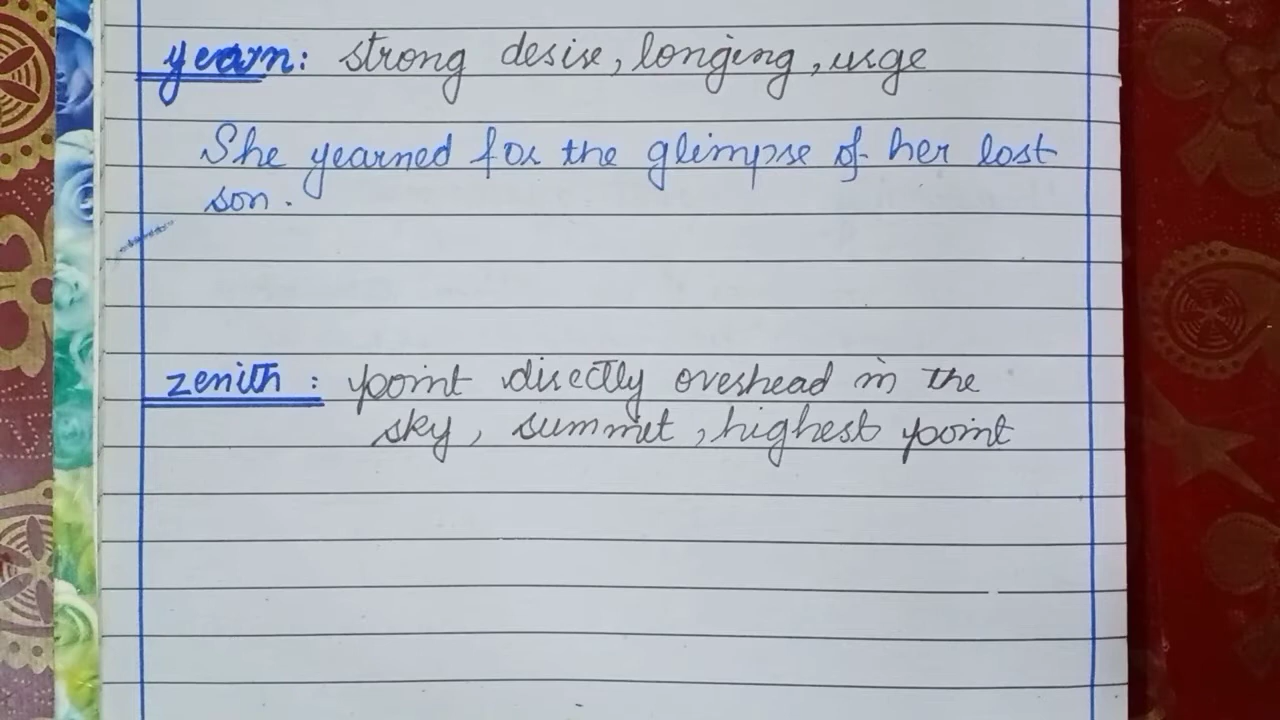 yearn: strong desire, longing, urge
She yearned for the glimpse of her lost
son.
zenith: point directly overhead in the
sky, summit, highest point